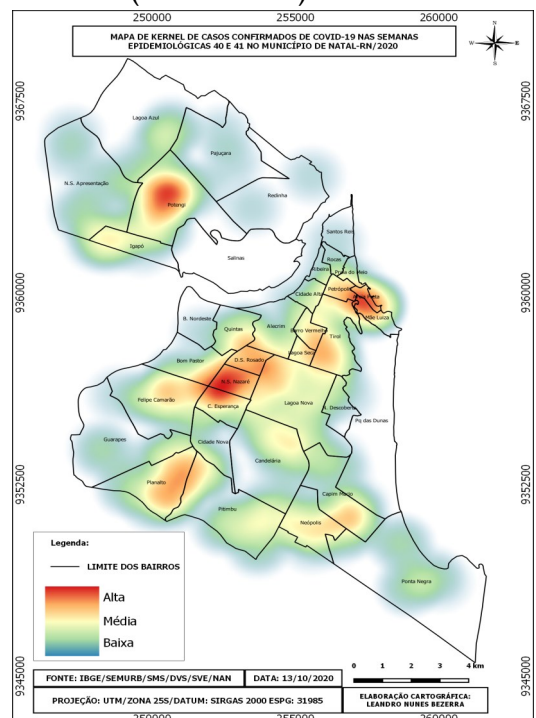 250000 255000 260000
MAPA DE KERNEL DE CASOS CONFIRMADOS DE COVID-19 NAS SEMANAS
EPIDEMIOLÓGICAS 40 E 41 NO MUNICÍPIO DE NATAL-RN/2020
N
W
E
S
9367500
9367500
Lagoa Azul
Pajuçara
N.S. Apresentação
Redinha
Potengi
Igapó
Santos Reis
Salinas
Rocas
Ribeira
Praia do Meio
9360000
9360000
Cidade Alta
Petrópolis
Mãe Luiza
B. Nordeste
Quintas
Alecrim
Barro Vermelho
Tirol
Bom Pastor
D.S. Rosado
Lagoa Seca
N.S. Nazaré
Felipe Camarão
C. Esperança
Lagoa Nova
N. Descoberta
Pq das Dunas
Guarapes
Cidade Nova
Candelária
9352500
9352500
Planalto
Capim Macio
Pitimbu
Neópolis
Ponta Negra
Legenda:
LIMITE DOS BAIRROS
Alta
Média
Baixa
0 1 2 3 4 km
9345000
9345000
FONTE: IBGE/SEMURB/SMS/DVS/SVE/NAN
DATA: 13/10/2020
PROJEÇÃO: UTM/ZONA 25S/DATUM: SIRGAS 2000 ESPG: 31985
ELABORAÇÃO CARTOGRÁFICA:
LEANDRO NUNES BEZERRA
250000 255000 260000